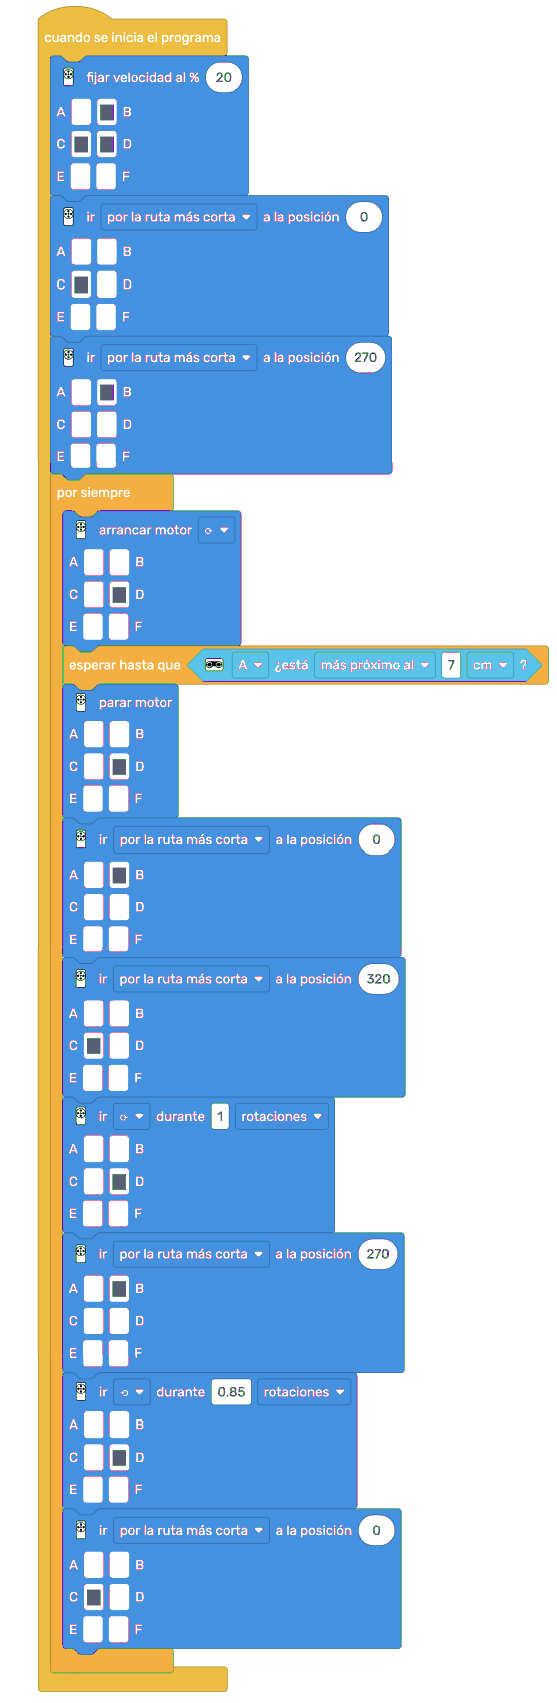 cuando se inicia el programa
fijar velocidad al % 20
A B
C D
E F
ir por la ruta más corta a la posición 0
A B
C D
E F
ir por la ruta más corta a la posición 270
A B
C D
E F
por siempre
arrancar motor
A B
C D
E F
esperar hasta que A ¿está más próximo al 7 cm ?
parar motor
A B
C D
E F
ir por la ruta más corta a la posición 0
A B
C D
E F
ir por la ruta más corta a la posición 320
A B
C D
E F
ir durante 1 rotaciones
A B
C D
E F
ir por la ruta más corta a la posición 270
A B
C D
E F
ir durante 0.85 rotaciones
A B
C D
E F
ir por la ruta más corta a la posición 0
A B
C D
E F